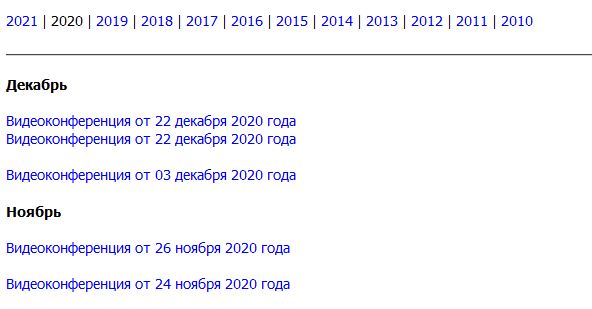 2021 | 2020 | 2019 | 2018 | 2017 | 2016 | 2015 | 2014 | 2013 | 2012 | 2011 | 2010
Декабрь
Видеоконференция от 22 декабря 2020 года
Видеоконференция от 22 декабря 2020 года
Видеоконференция от 03 декабря 2020 года
Ноябрь
Видеоконференция от 26 ноября 2020 года
Видеоконференция от 24 ноября 2020 года